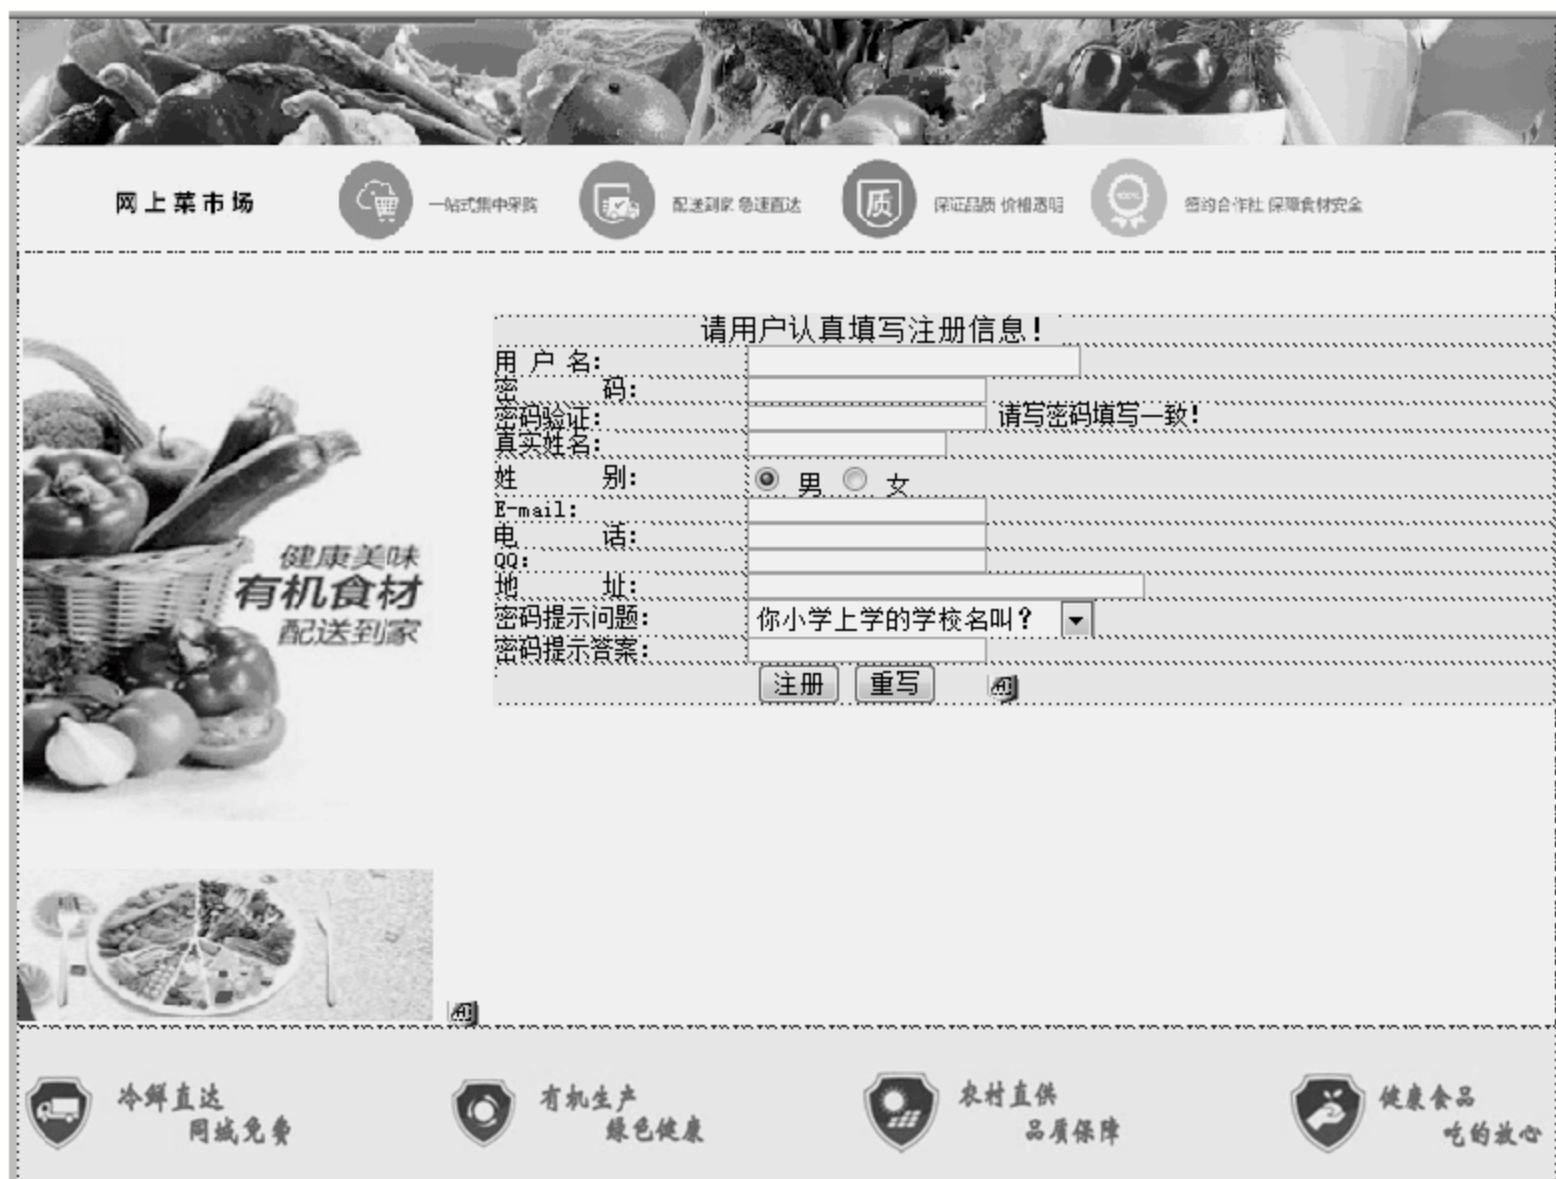 网上菜市场
一站式集中采购
配送到家 急速直达
质
保证品质 价格透明
100%
签约合作社 保障食材安全
请用户认真填写注册信息!
用 户 名:
密 码:
密码验证: 请写密码填写一致!
真实姓名:
姓 别: 男 女
E-mail:
电 话:
QQ:
地 址:
密码提示问题: 你小学上学的学校名叫?
密码提示答案:
注册 重写
健康美味
有机食材
配送到家
冷鲜直达
同城免费
有机生产
绿色健康
农村直供
品质保障
健康食品
吃的放心